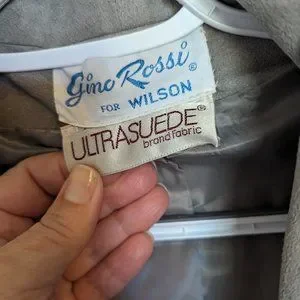 Gino Rossi®
FOR WILSON
ULTRASUEDE®
brand fabric